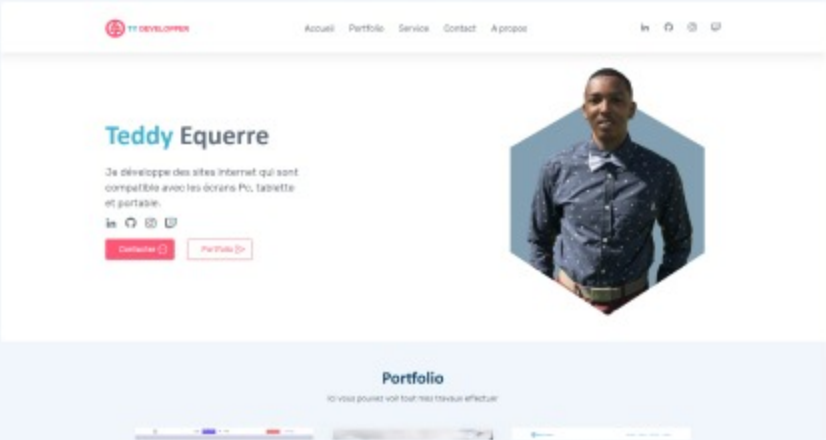 TY DEVELOPPER
Accueil Portfolio Service Contact A propos
Teddy Equerre
Je développe des sites internet qui sont
compatible avec les écrans Pc, tablette
et portable.
Contacter
Portfolio
Portfolio
Ici vous pouvez voir tout mes travaux effectuer